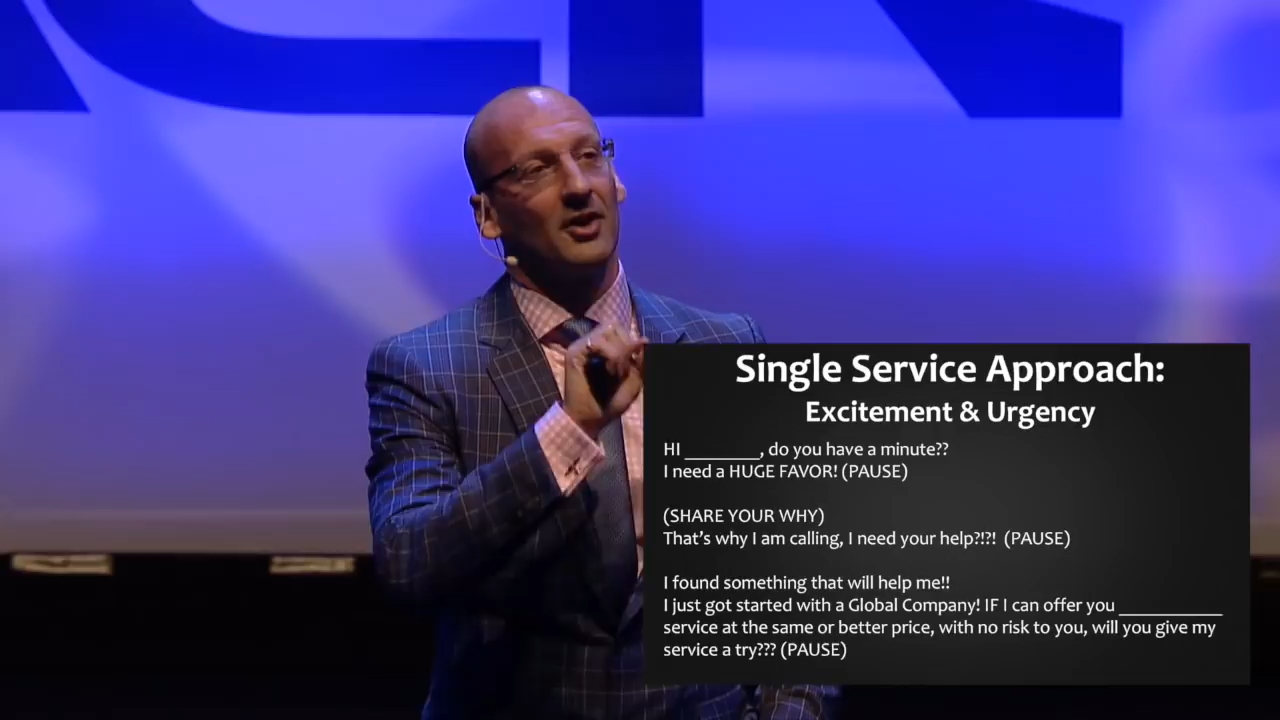 Single Service Approach:
Excitement & Urgency
HI ________, do you have a minute??
I need a HUGE FAVOR! (PAUSE)
(SHARE YOUR WHY)
That's why I am calling, I need your help?!?!  (PAUSE)
I found something that will help me!!
I just got started with a Global Company! IF I can offer you ___________
service at the same or better price, with no risk to you, will you give my
service a try??? (PAUSE)